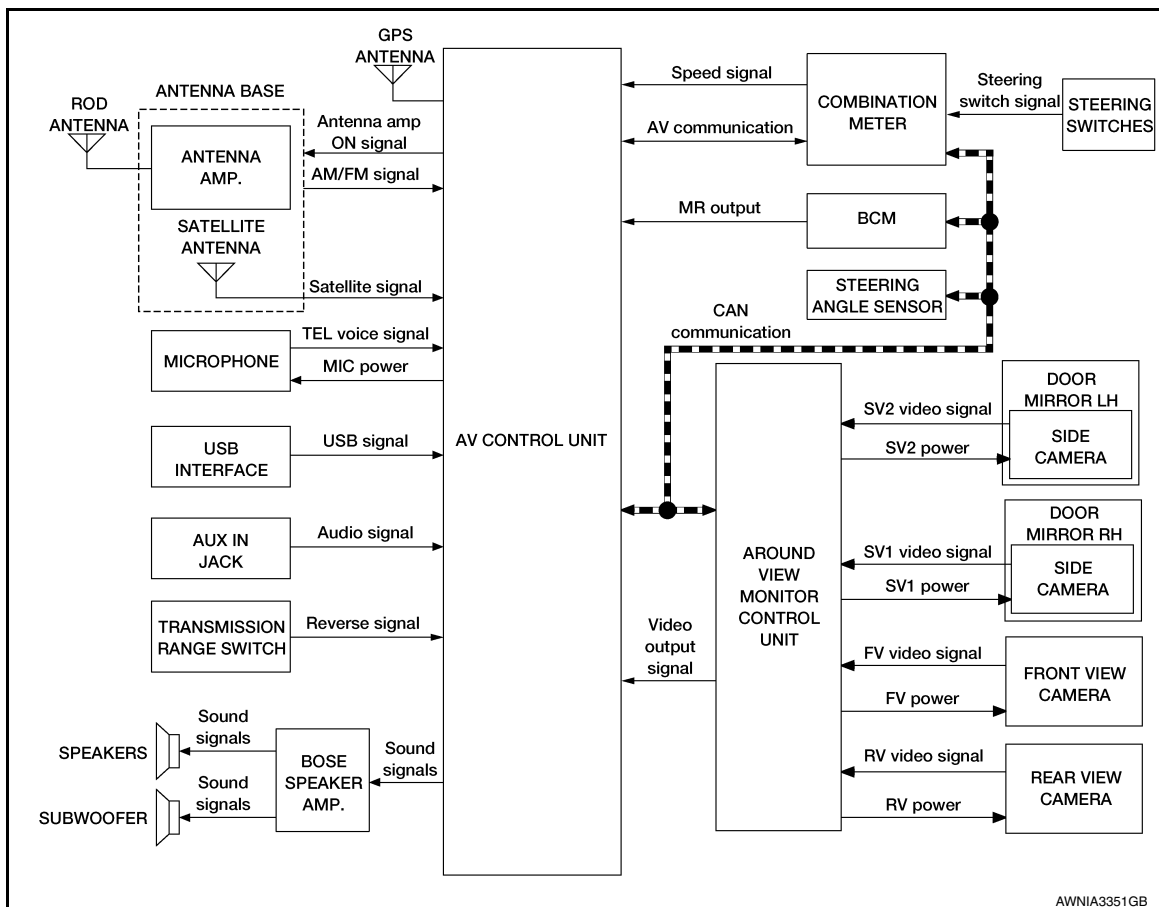 GPS
ANTENNA
ANTENNA BASE
ROD
ANTENNA
ANTENNA
AMP.
Antenna amp
ON signal
AM/FM signal
SATELLITE
ANTENNA
Satellite signal
MICROPHONE
TEL voice signal
MIC power
USB
INTERFACE
USB signal
AUX IN
JACK
Audio signal
TRANSMISSION
RANGE SWITCH
Reverse signal
SPEAKERS
Sound
signals
SUBWOOFER
Sound
signals
BOSE
SPEAKER
AMP.
Sound
signals
AV CONTROL UNIT
Speed signal
AV communication
COMBINATION
METER
Steering
switch signal
STEERING
SWITCHES
MR output
BCM
STEERING
ANGLE SENSOR
CAN
communication
AROUND
VIEW
MONITOR
CONTROL
UNIT
Video
output
signal
DOOR
MIRROR LH
SIDE
CAMERA
SV2 video signal
SV2 power
DOOR
MIRROR RH
SIDE
CAMERA
SV1 video signal
SV1 power
FV video signal
FV power
FRONT VIEW
CAMERA
RV video signal
RV power
REAR VIEW
CAMERA
AWNIA3351GB